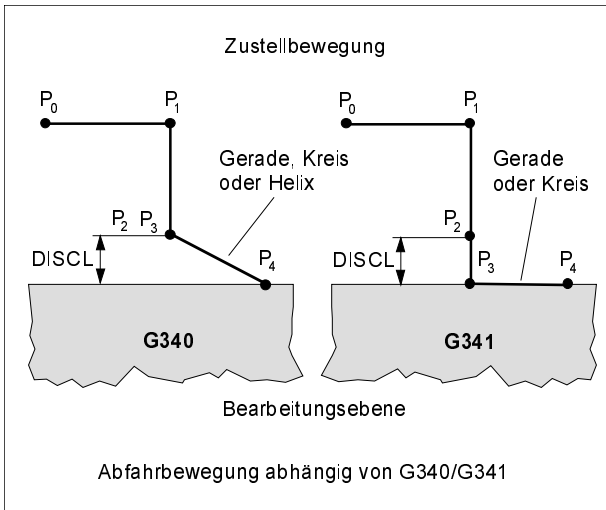 Zustellbewegung
P0 P1 P0 P1
Gerade, Kreis
oder Helix
Gerade
oder Kreis
P2 P3 P2
DISCL P4 DISCL P3 P4
G340 G341
Bearbeitungsebene
Abfahrbewegung abhängig von G340/G341